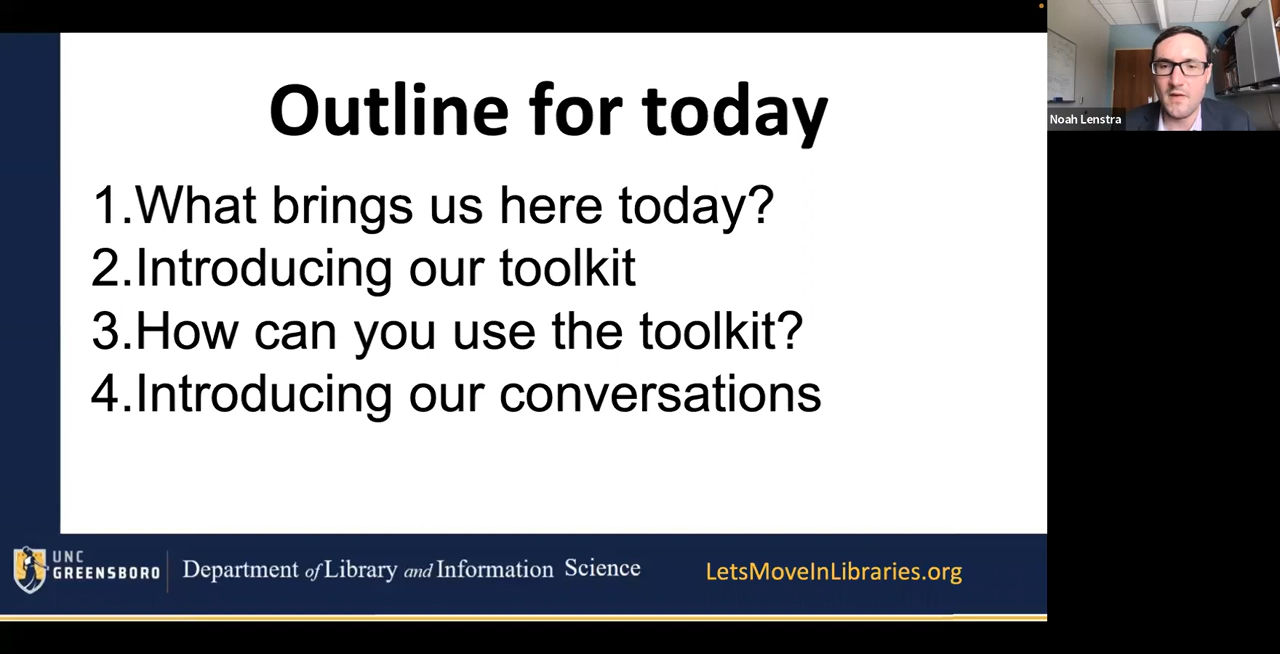 Outline for today
1.What brings us here today?
2.Introducing our toolkit
3.How can you use the toolkit?
4.Introducing our conversations
UNC
GREENSBORO
Department of Library and Information Science
LetsMoveInLibraries.org
Noah Lenstra